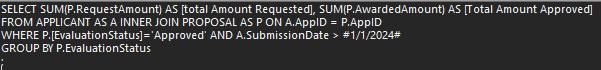 SELECT SUM(P.RequestAmount) AS [total Amount Requested], SUM(P.AwardedAmount) AS [Total Amount Approved]
FROM APPLICANT AS A INNER JOIN PROPOSAL AS P ON A.AppID = P.AppID
WHERE P.[EvaluationStatus]='Approved' AND A.SubmissionDate > #1/1/2024#
GROUP BY P.EvaluationStatus
;